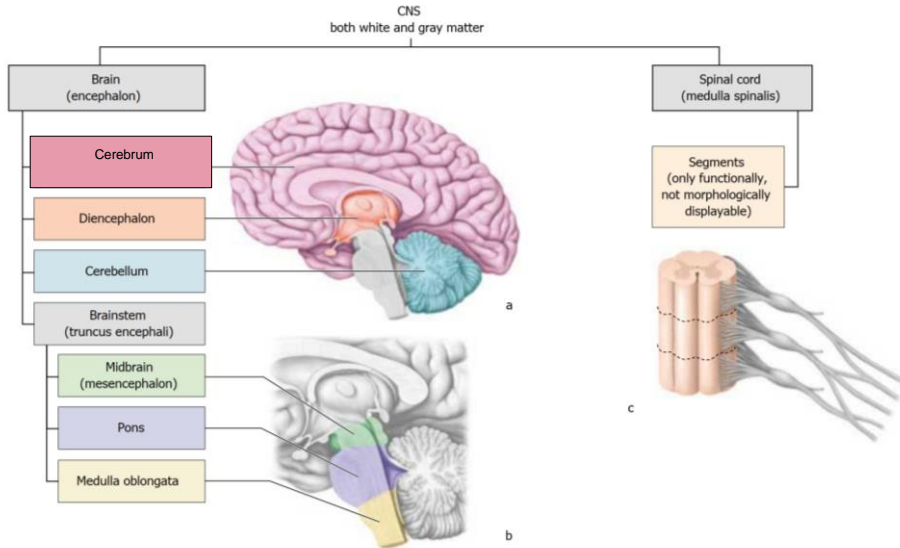 CNS
both white and gray matter
Brain
(encephalon)
Spinal cord
(medulla spinalis)
Cerebrum
Segments
(only functionally,
not morphologically
displayable)
Diencephalon
Cerebellum
a
Brainstem
(truncus encephali)
Midbrain
(mesencephalon)
c
Pons
Medulla oblongata
b